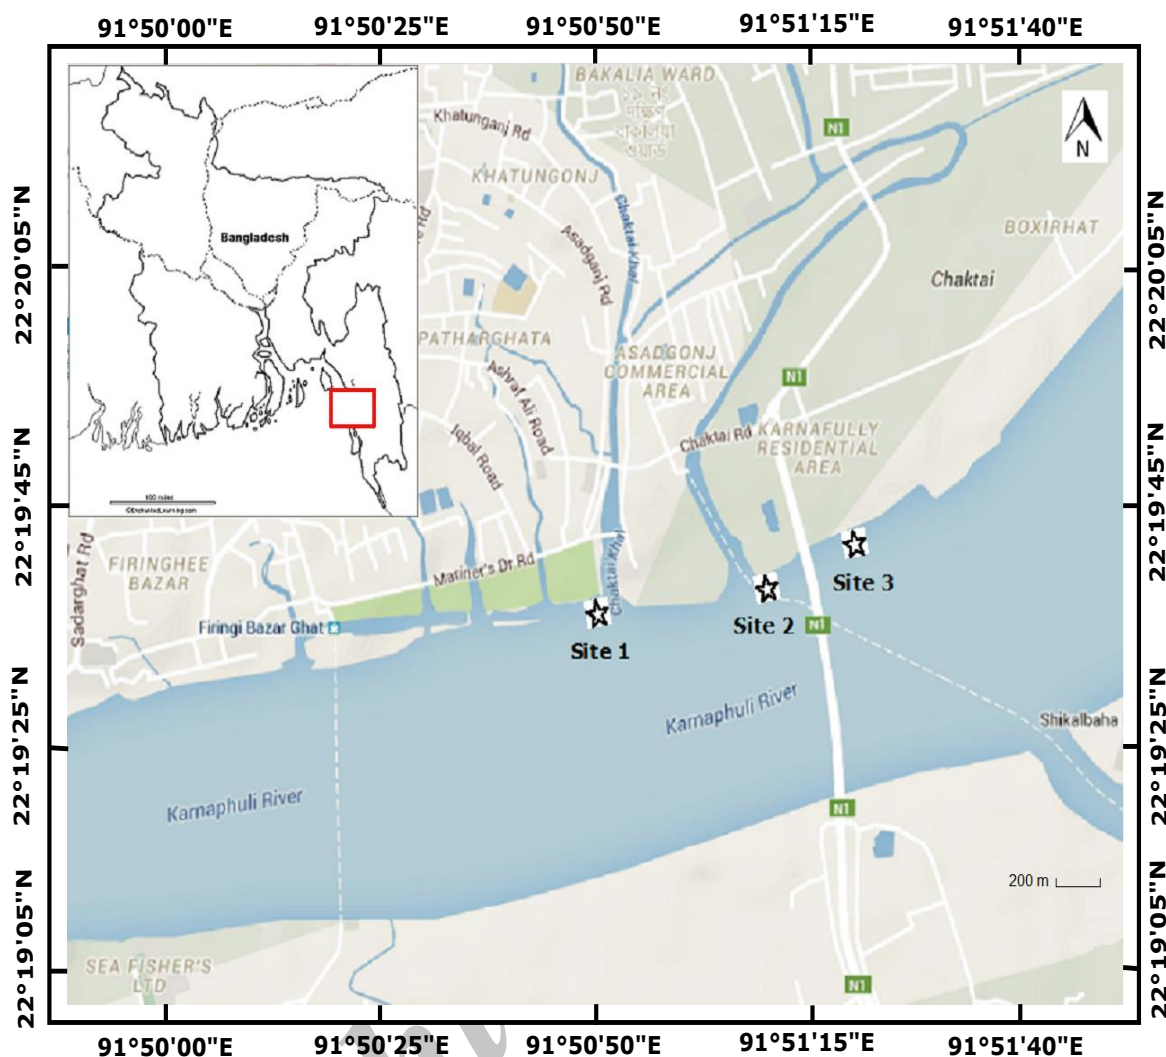 91°50'00"E 91°50'25"E 91°50'50"E 91°51'15"E 91°51'40"E
BAKALIA WARD
N
Khatunganj Rd
N1
KHATUNGONJ
Rd
Chaktai Khal
Asadganj Rd
BOXIRHAT
Chaktai
Bangladesh
22°20'05"N
22°20'05"N
PATHARGHATA
ASADGONJ
COMMERCIAL
AREA
Ashraf Ali Road
N1
Iqbal Road
Chaktai Rd
KARNAFULLY
RESIDENTIAL
AREA
100 miles
©EnchantedLearning.com
22°19'45"N
22°19'45"N
Sadarghat Rd
FIRINGHEE
BAZAR
Mariner's Dr Rd
Chaktai Khal
Site 3
Firingi Bazar Ghat
Site 1
Site 2
N1
Karnaphuli River
Shikalbaha
22°19'25"N
22°19'25"N
Karnaphuli River
N1
200 m
22°19'05"N
22°19'05"N
SEA FISHER'S
LTD
N1
91°50'00"E 91°50'25"E 91°50'50"E 91°51'15"E 91°51'40"E